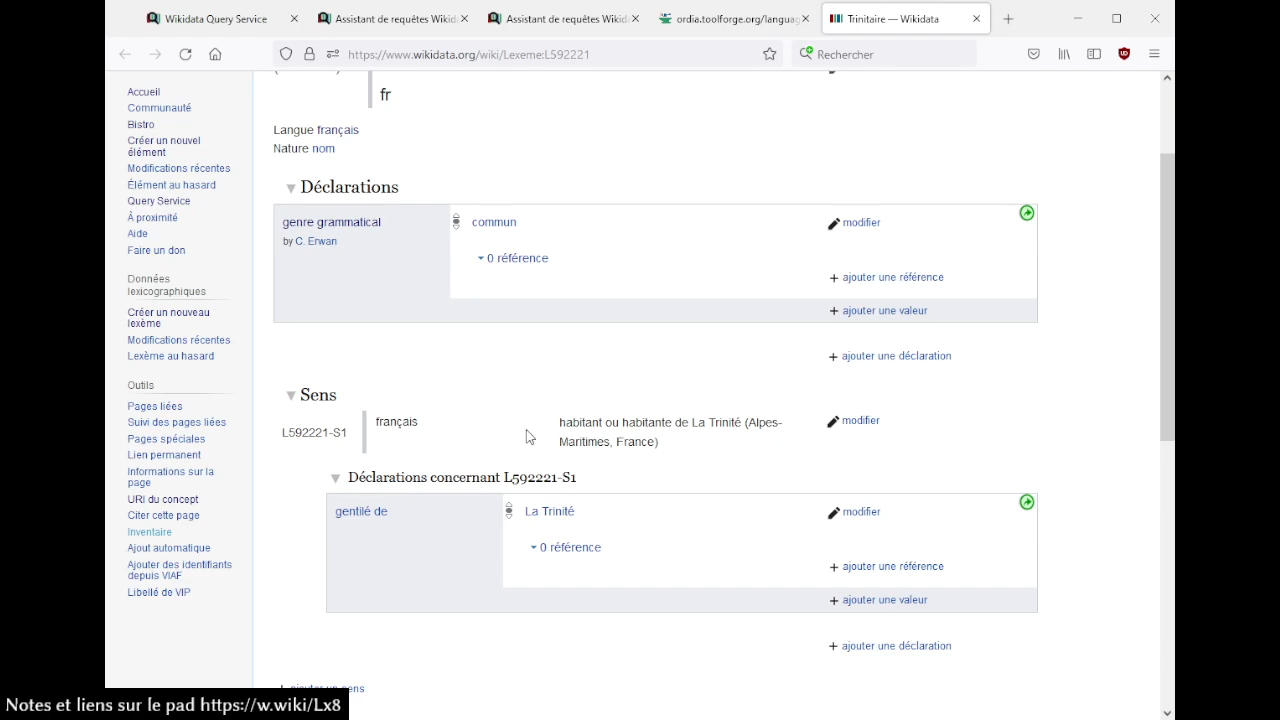 Wikidata Query Service
Assistant de requêtes Wikid
Assistant de requêtes Wikid
ordia.toolforge.org/langua
Trinitaire — Wikidata
https://www.wikidata.org/wiki/Lexeme:L592221
Rechercher
Accueil
Communauté
Bistro
Créer un nouvel
élément
Modifications récentes
Élément au hasard
Query Service
À proximité
Aide
Faire un don
Données
lexicographiques
Créer un nouveau
lexème
Modifications récentes
Lexème au hasard
Outils
Pages liées
Suivi des pages liées
Pages spéciales
Lien permanent
Informations sur la
page
URI du concept
Citer cette page
Inventaire
Ajout automatique
Ajouter des identifiants
depuis VIAF
Libellé de VIP
fr
Langue français
Nature nom
Déclarations
genre grammatical
by C. Erwan
commun
modifier
0 référence
+ ajouter une référence
+ ajouter une valeur
+ ajouter une déclaration
Sens
L592221-S1
français
habitant ou habitante de La Trinité (Alpes-
Maritimes, France)
modifier
Déclarations concernant L592221-S1
gentilé de
La Trinité
modifier
0 référence
+ ajouter une référence
+ ajouter une valeur
+ ajouter une déclaration
ajouter un sens
Notes et liens sur le pad https://w.wiki/Lx8